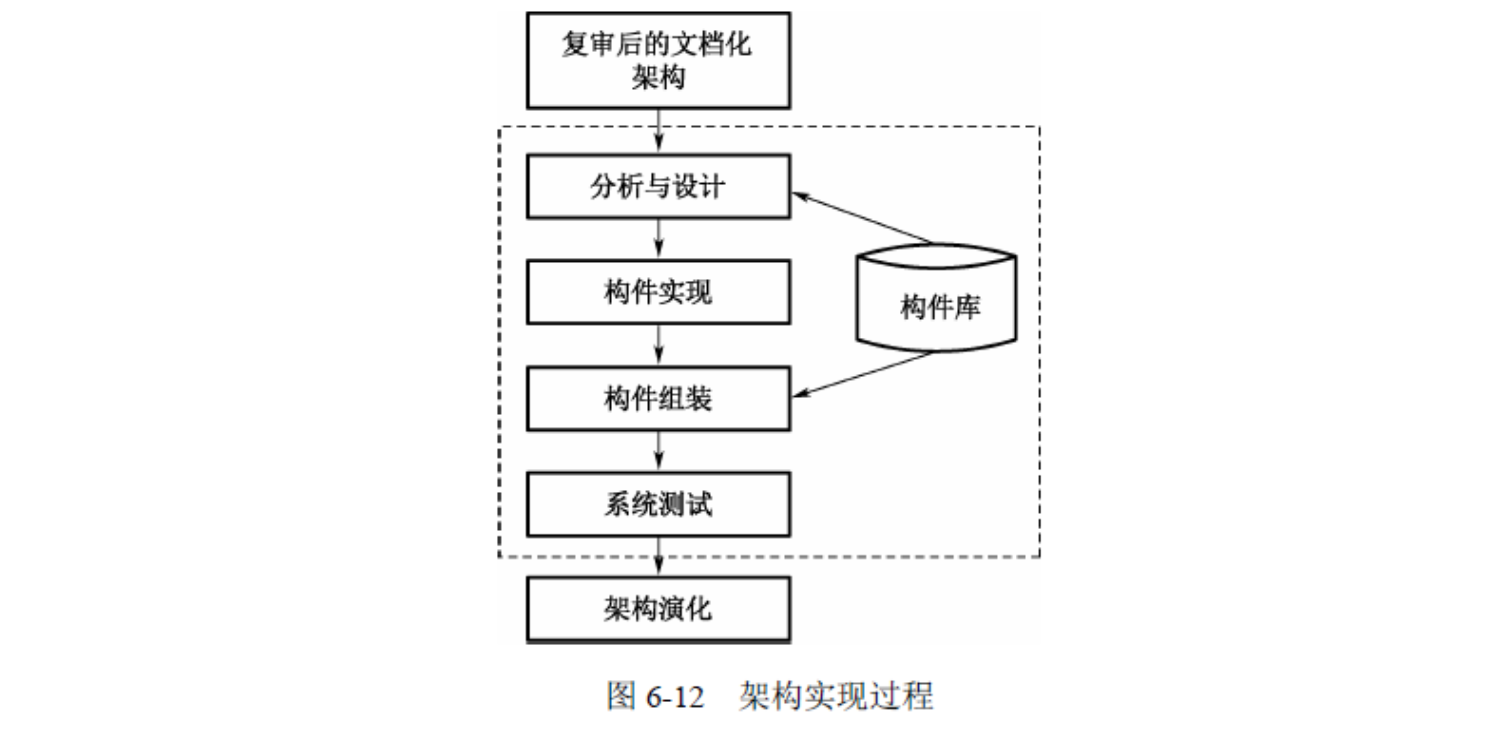 复审后的文档化
架构
分析与设计
构件实现
构件库
构件组装
系统测试
架构演化
图 6-12 架构实现过程